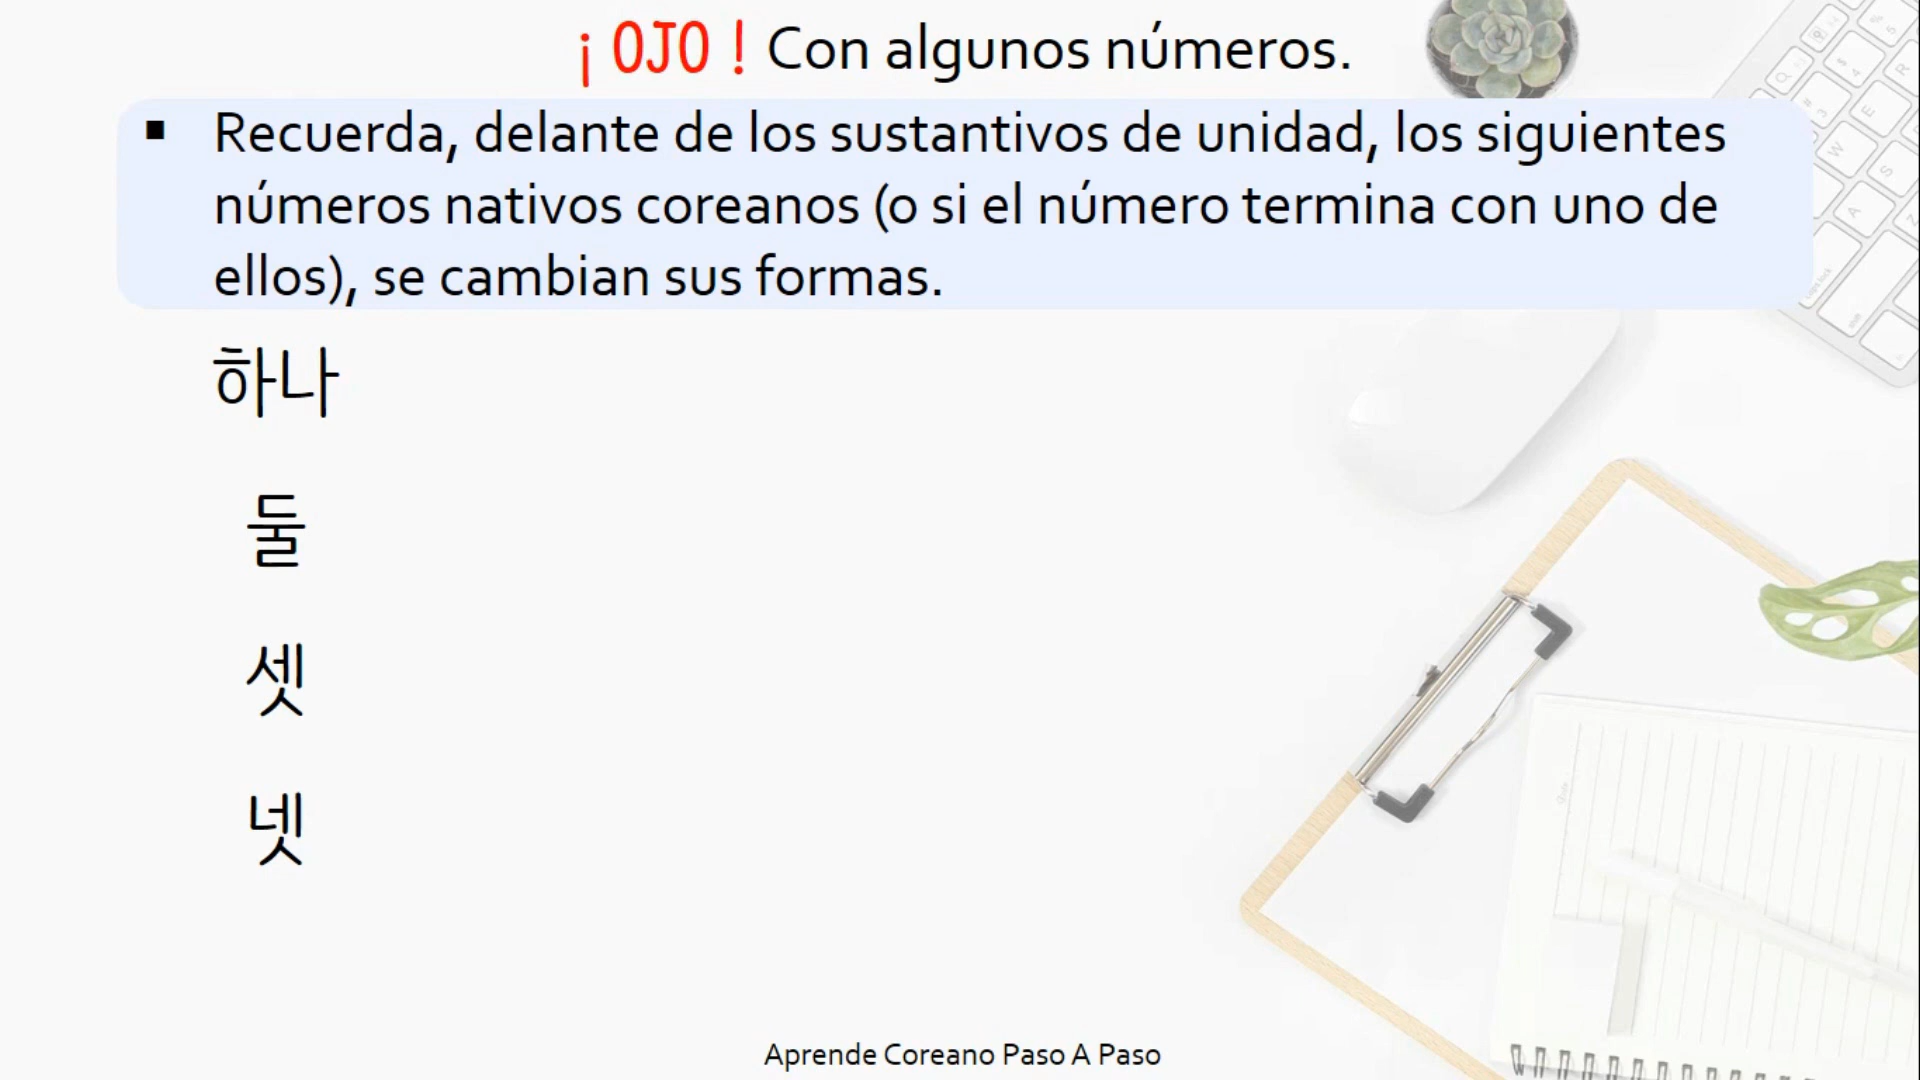 ¡ OJO ! Con algunos números.
▪ Recuerda, delante de los sustantivos de unidad, los siguientes
números nativos coreanos (o si el número termina con uno de
ellos), se cambian sus formas.
하나
둘
셋
넷
Aprende Coreano Paso A Paso